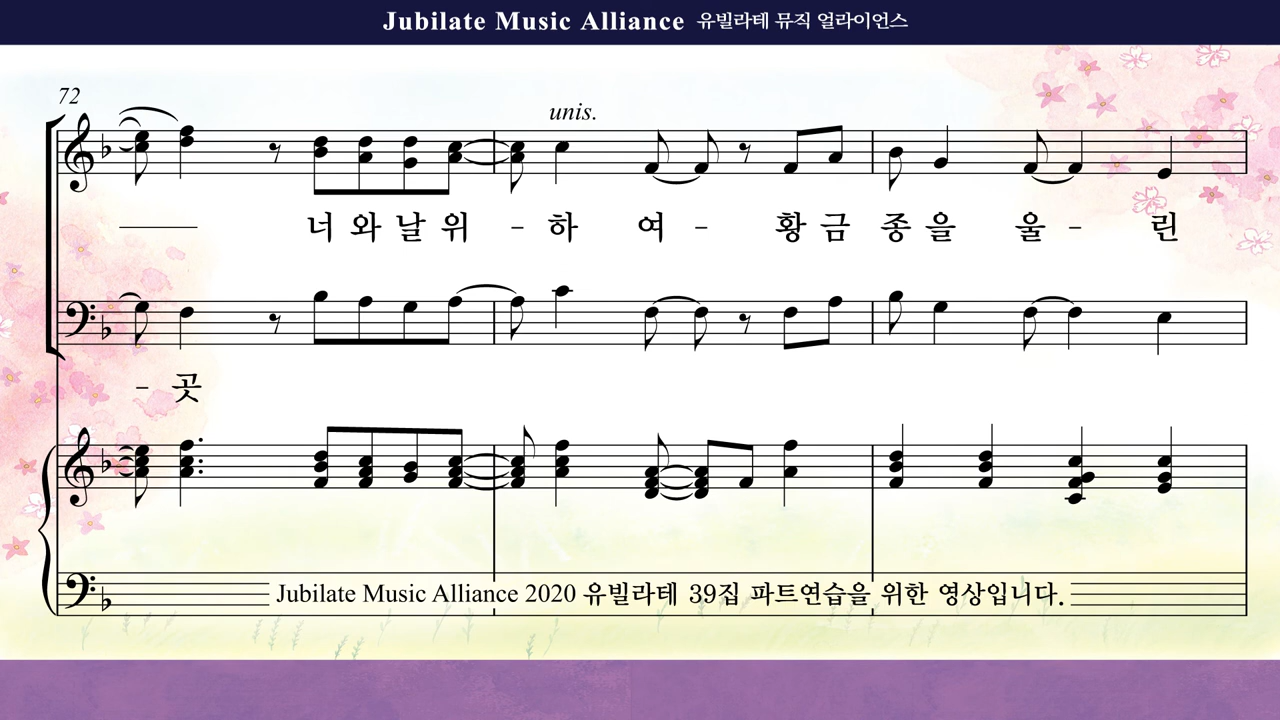 Jubilate Music Alliance 유빌라테 뮤직 얼라이언스
72
unis.
너 와 날 위 - 하 여 - 황 금 종 을 울 - 린
- 곳
Jubilate Music Alliance 2020 유빌라테 39집 파트연습을 위한 영상입니다.